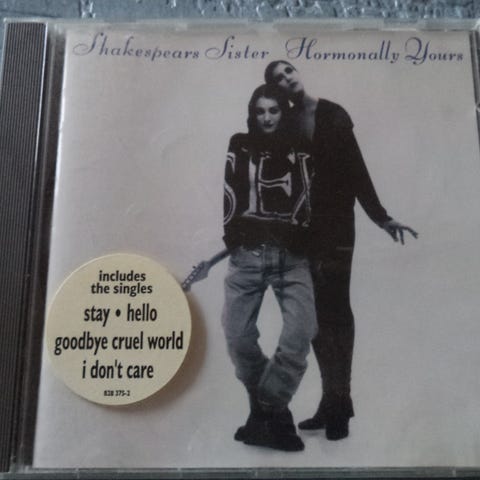 Shakespears Sister Hormonally Yours
SEX
includes
the singles
stay • hello
goodbye cruel world
i don't care
828 375-2